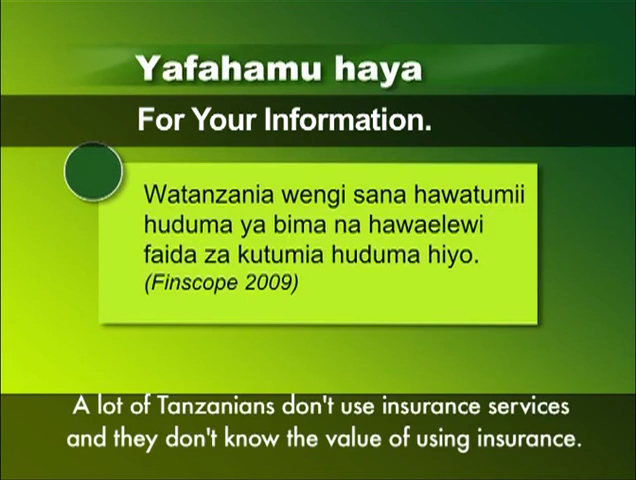 Yafahamu haya
For Your Information.
Watanzania wengi sana hawatumii
huduma ya bima na hawaelewi
faida za kutumia huduma hiyo.
(Finscope 2009)
A lot of Tanzanians don't use insurance services
and they don't know the value of using insurance.